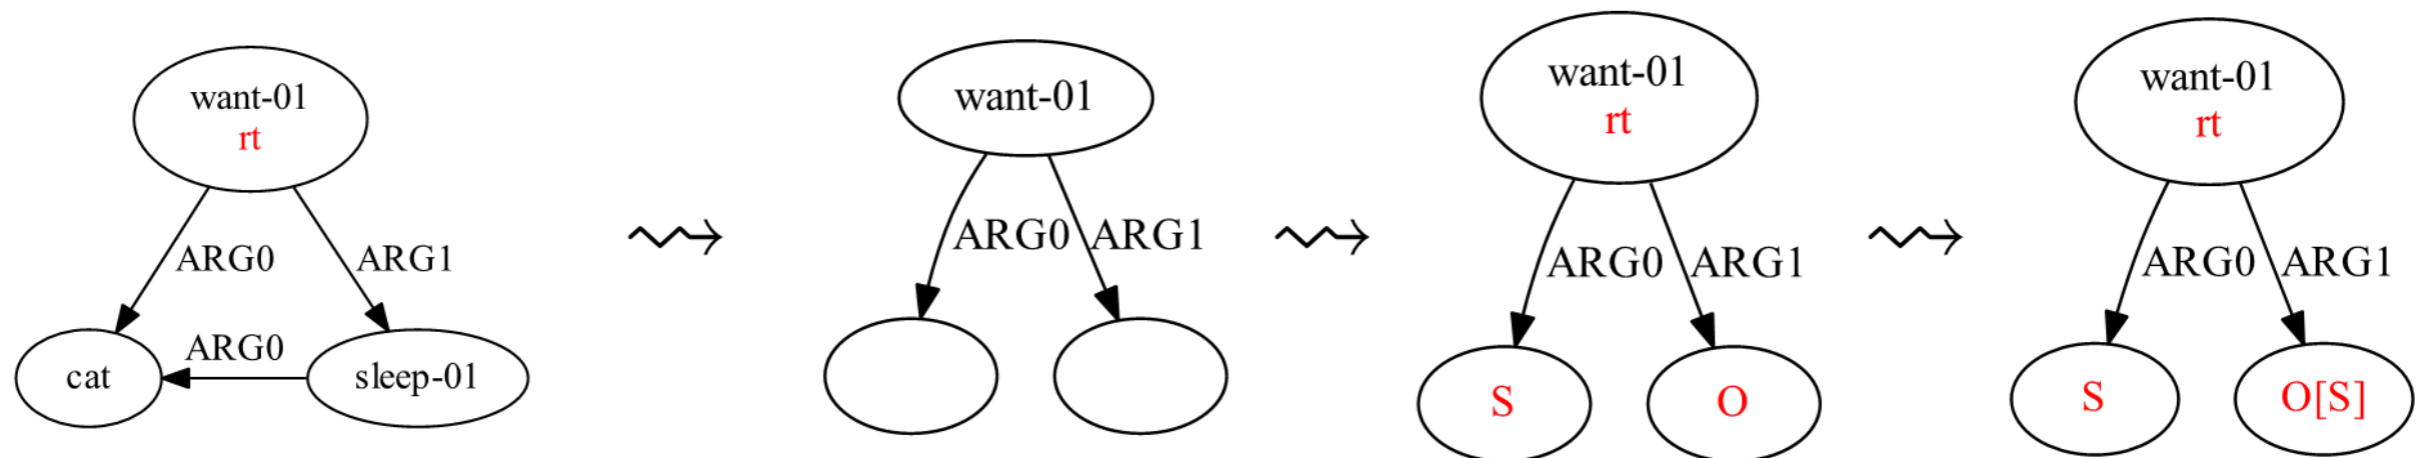 want-01
rt
ARG0
ARG1
ARG0
cat
sleep-01
want-01
ARG0
ARG1
want-01
rt
ARG0
ARG1
S
O
want-01
rt
ARG0
ARG1
S
O[S]